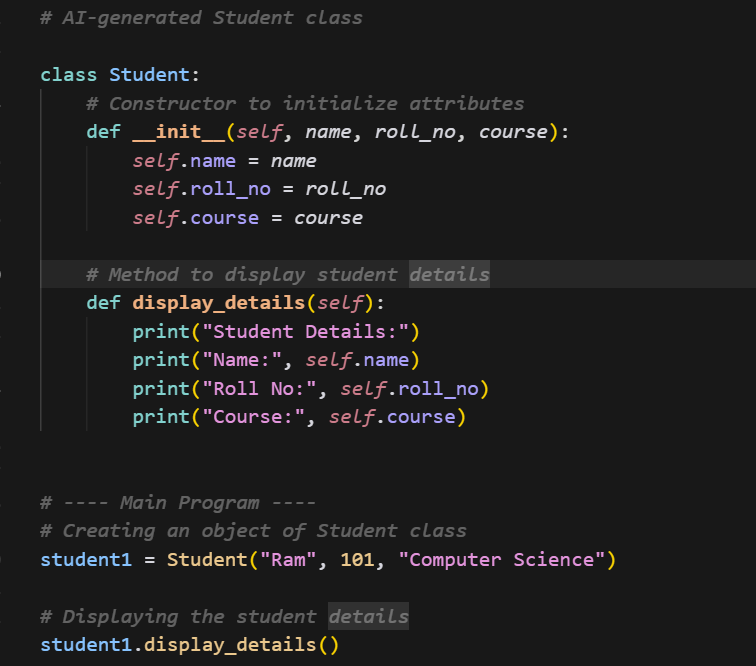 # AI-generated Student class
class Student:
# Constructor to initialize attributes
def __init__(self, name, roll_no, course):
self.name = name
self.roll_no = roll_no
self.course = course
# Method to display student details
def display_details(self):
print("Student Details:")
print("Name:", self.name)
print("Roll No:", self.roll_no)
print("Course:", self.course)
# ---- Main Program ----
# Creating an object of Student class
student1 = Student("Ram", 101, "Computer Science")
# Displaying the student details
student1.display_details()